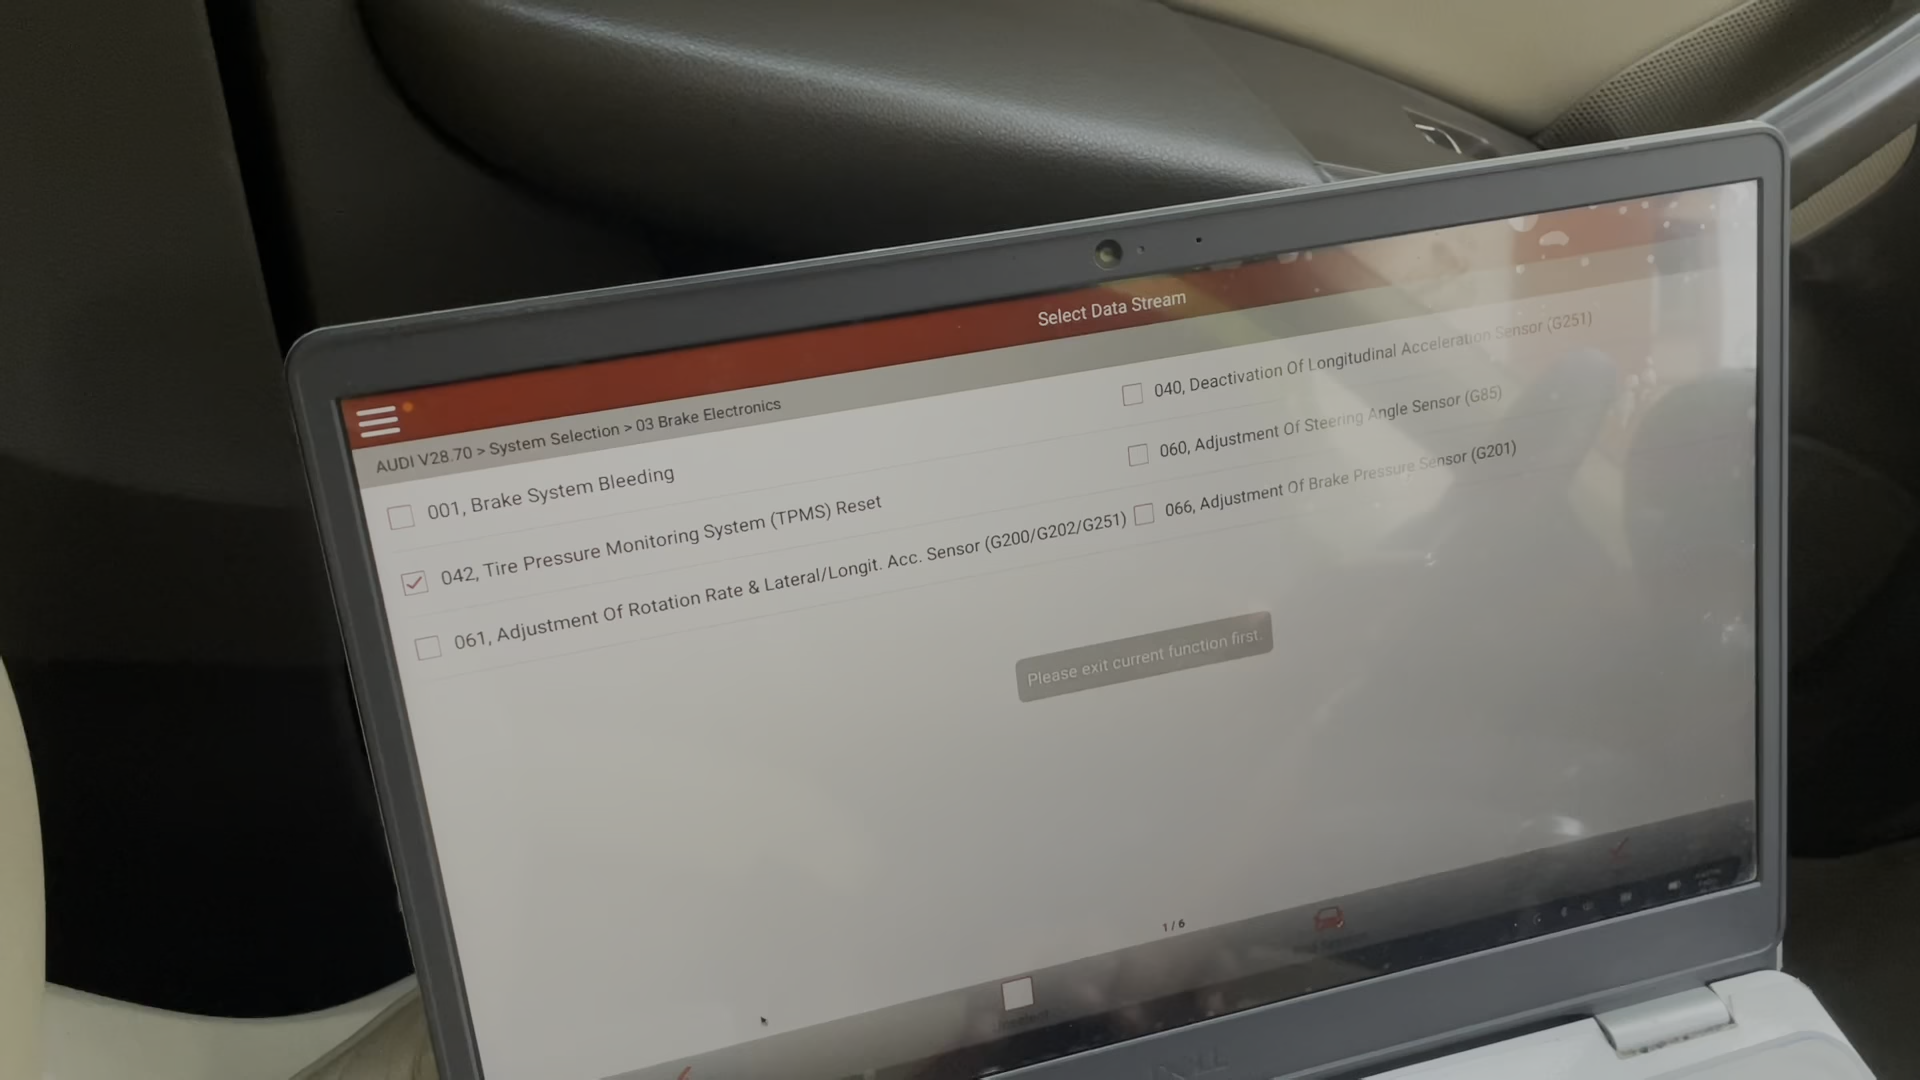 Select Data Stream
AUDI V28.70 > System Selection > 03 Brake Electronics
001, Brake System Bleeding
040, Deactivation Of Longitudinal Acceleration Sensor (G251)
042, Tire Pressure Monitoring System (TPMS) Reset
060, Adjustment Of Steering Angle Sensor (G85)
061, Adjustment Of Rotation Rate & Lateral/Longit. Acc. Sensor (G200/G202/G251)
066, Adjustment Of Brake Pressure Sensor (G201)
Please exit current function first.
1 / 6
DELL